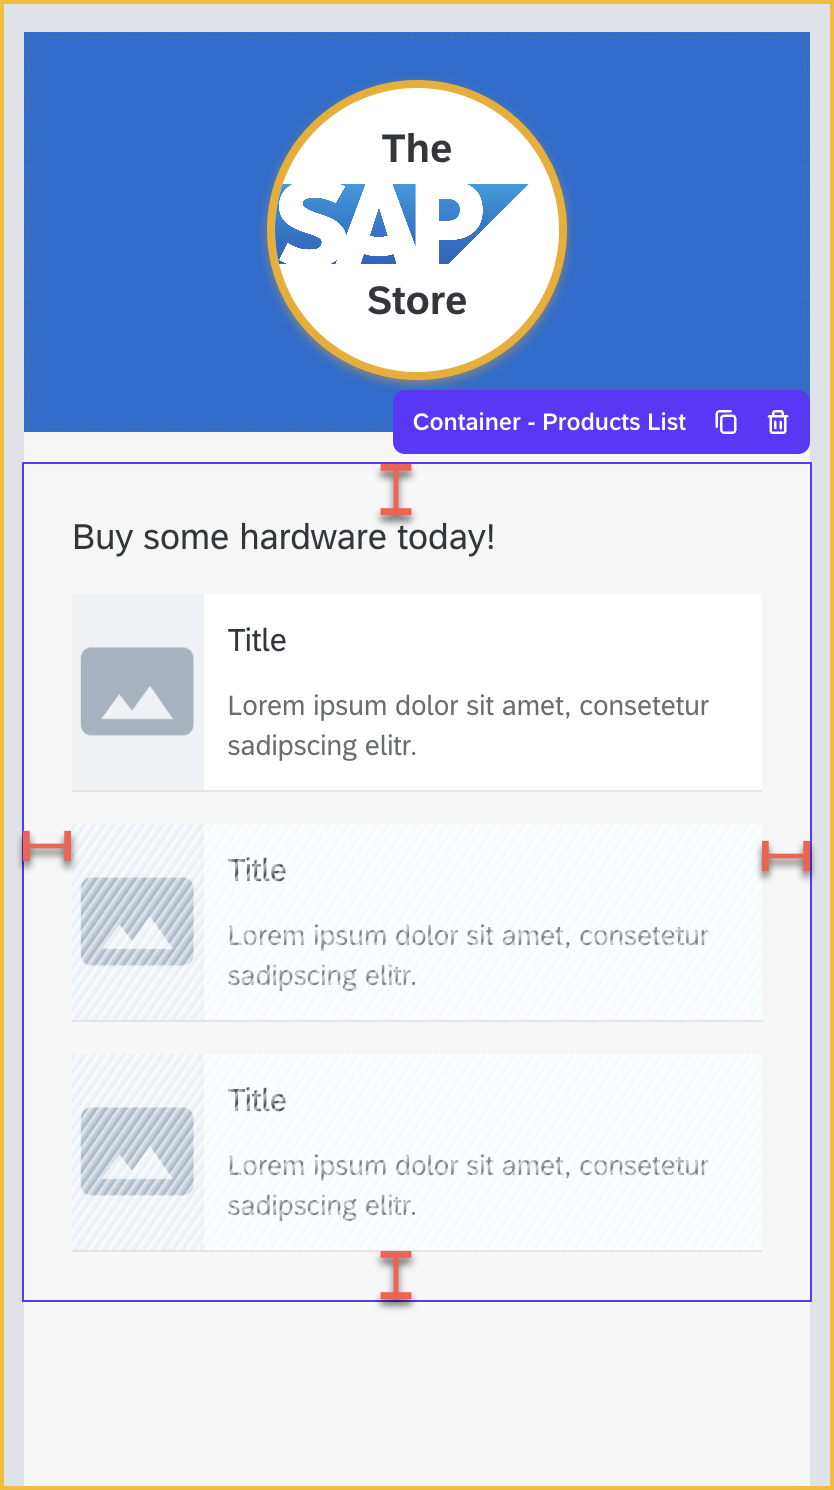 The
SAP
Store
Container - Products List
Buy some hardware today!
Title
Lorem ipsum dolor sit amet, consetetur
sadipscing elitr.
Title
Lorem ipsum dolor sit amet, consetetur
sadipscing elitr.
Title
Lorem ipsum dolor sit amet, consetetur
sadipscing elitr.